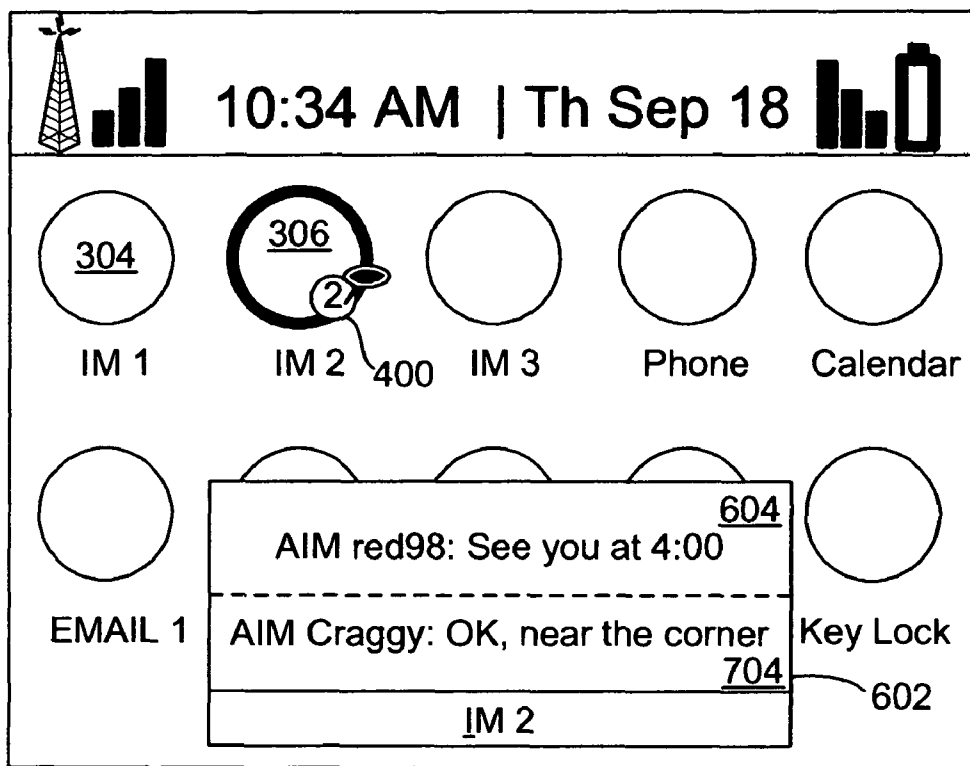 10:34 AM | Th Sep 18
304
306
2
IM 1
IM 2
400
IM 3
Phone
Calendar
604
AIM red98: See you at 4:00
EMAIL 1
AIM Craggy: OK, near the corner
Key Lock
704
602
IM 2